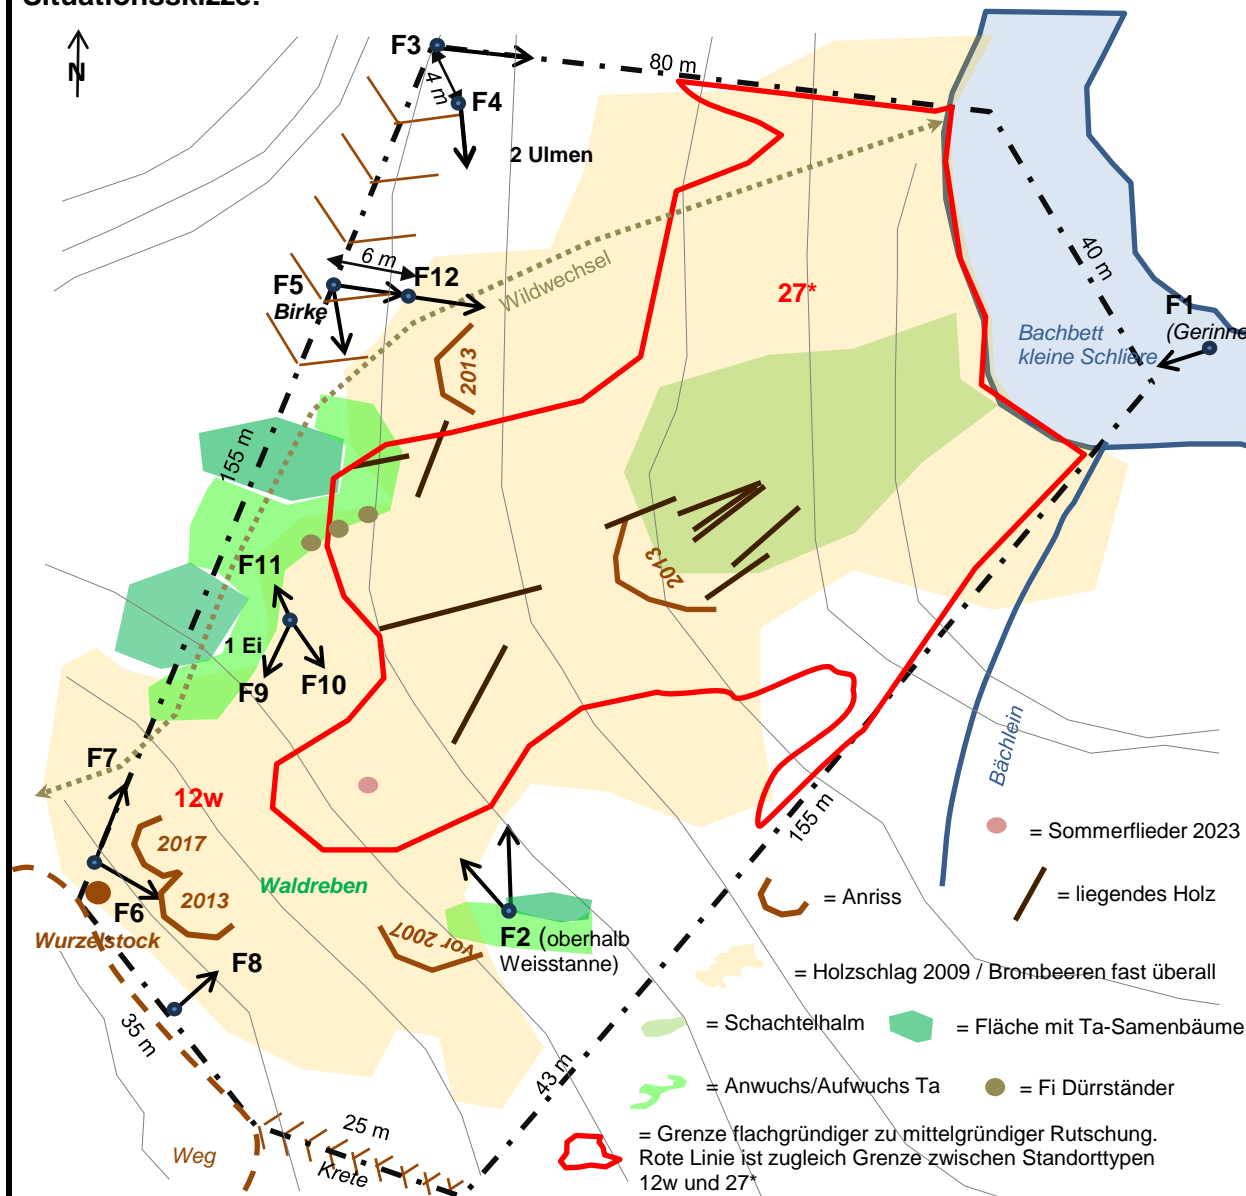 Situationsskizze:
N
F3
80 m
4 m
F4
2 Ulmen
40 m
6 m
F12
F5
Birke
Wildwechsel
27*
F1
(Gerinne
Bachbett
kleine Schliere
2013
155 m
2013
F11
1 Ei
F9
F10
F7
12w
2017
2013
Waldreben
F6
Wurzelstock
F8
vor 2007
F2 (oberhalb
Weisstanne)
155 m
Bächlein
= Sommerflieder 2023
= Anriss
= liegendes Holz
= Holzschlag 2009 / Brombeeren fast überall
= Schachtelhalm
= Fläche mit Ta-Samenbäume
= Anwuchs/Aufwuchs Ta
= Fi Dürrständer
= Grenze flachgründiger zu mittelgründiger Rutschung.
Rote Linie ist zugleich Grenze zwischen Standorttypen
12w und 27*
35 m
43 m
25 m
Krete
Weg